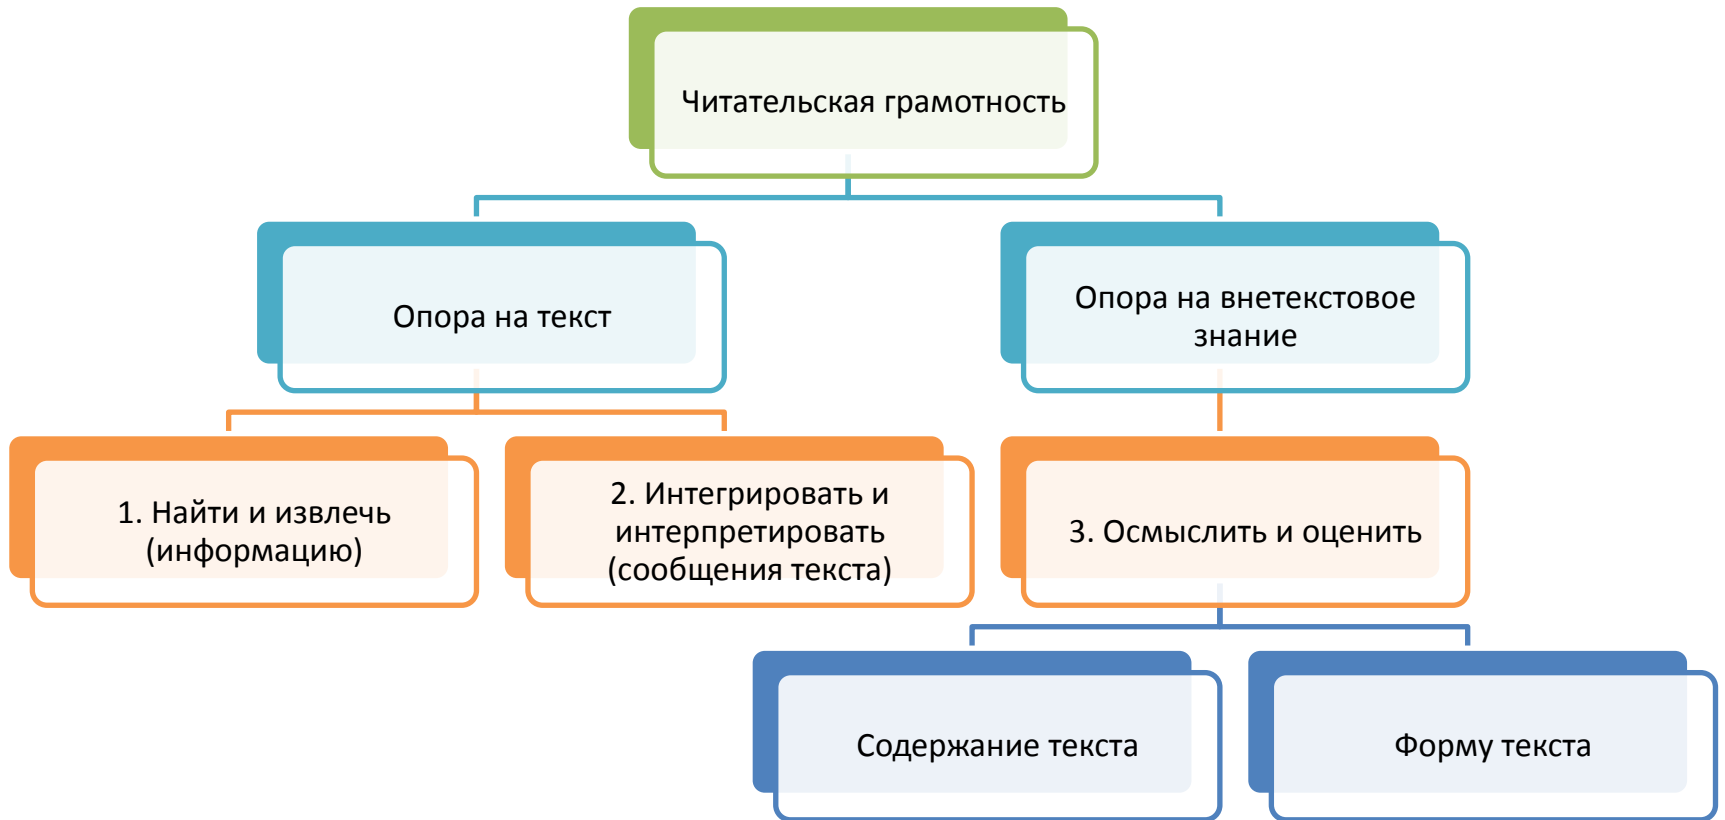 Читательская грамотность
Опора на текст
Опора на внетекстовое
знание
1. Найти и извлечь
(информацию)
2. Интегрировать и
интерпретировать
(сообщения текста)
3. Осмыслить и оценить
Содержание текста
Форму текста